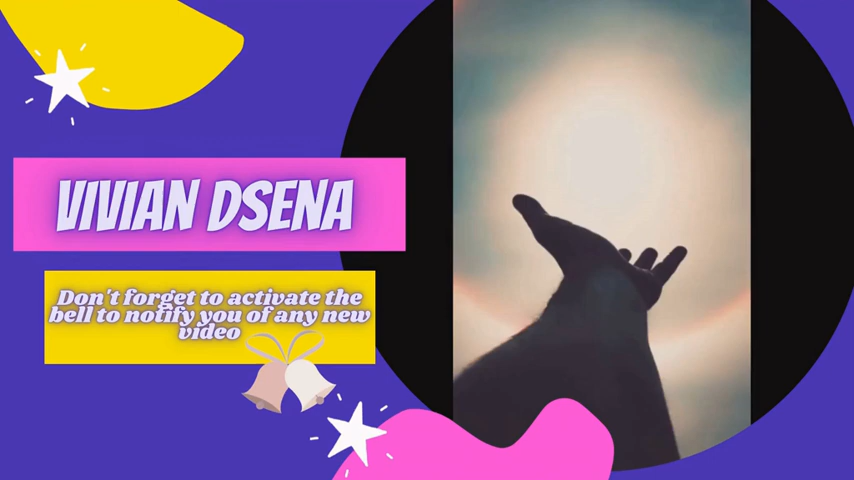 VIVIAN DSENA
Don't forget to activate the
bell to notify you of any new
video